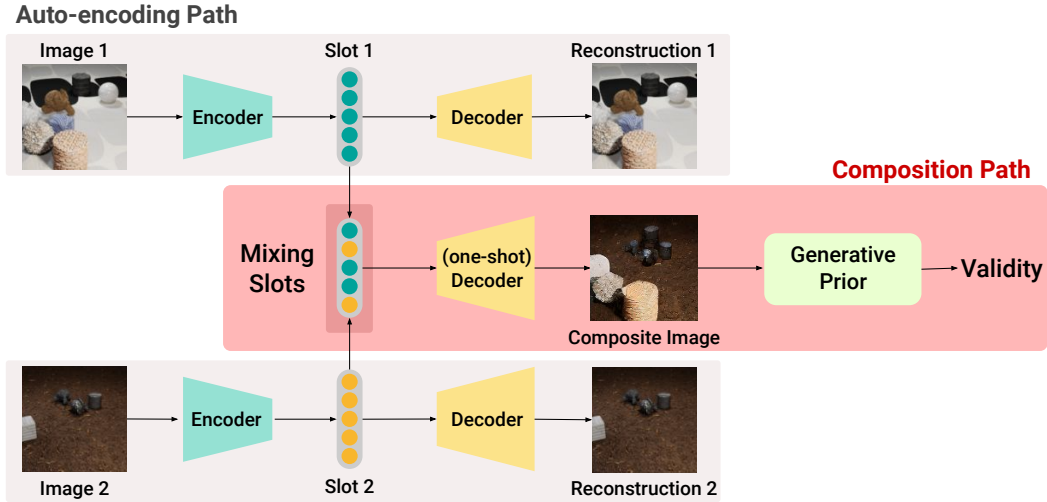 Auto-encoding Path
Image 1
Slot 1
Reconstruction 1
Encoder
Decoder
Composition Path
Mixing
Slots
(one-shot)
Decoder
Generative
Prior
Validity
Composite Image
Encoder
Decoder
Image 2
Slot 2
Reconstruction 2